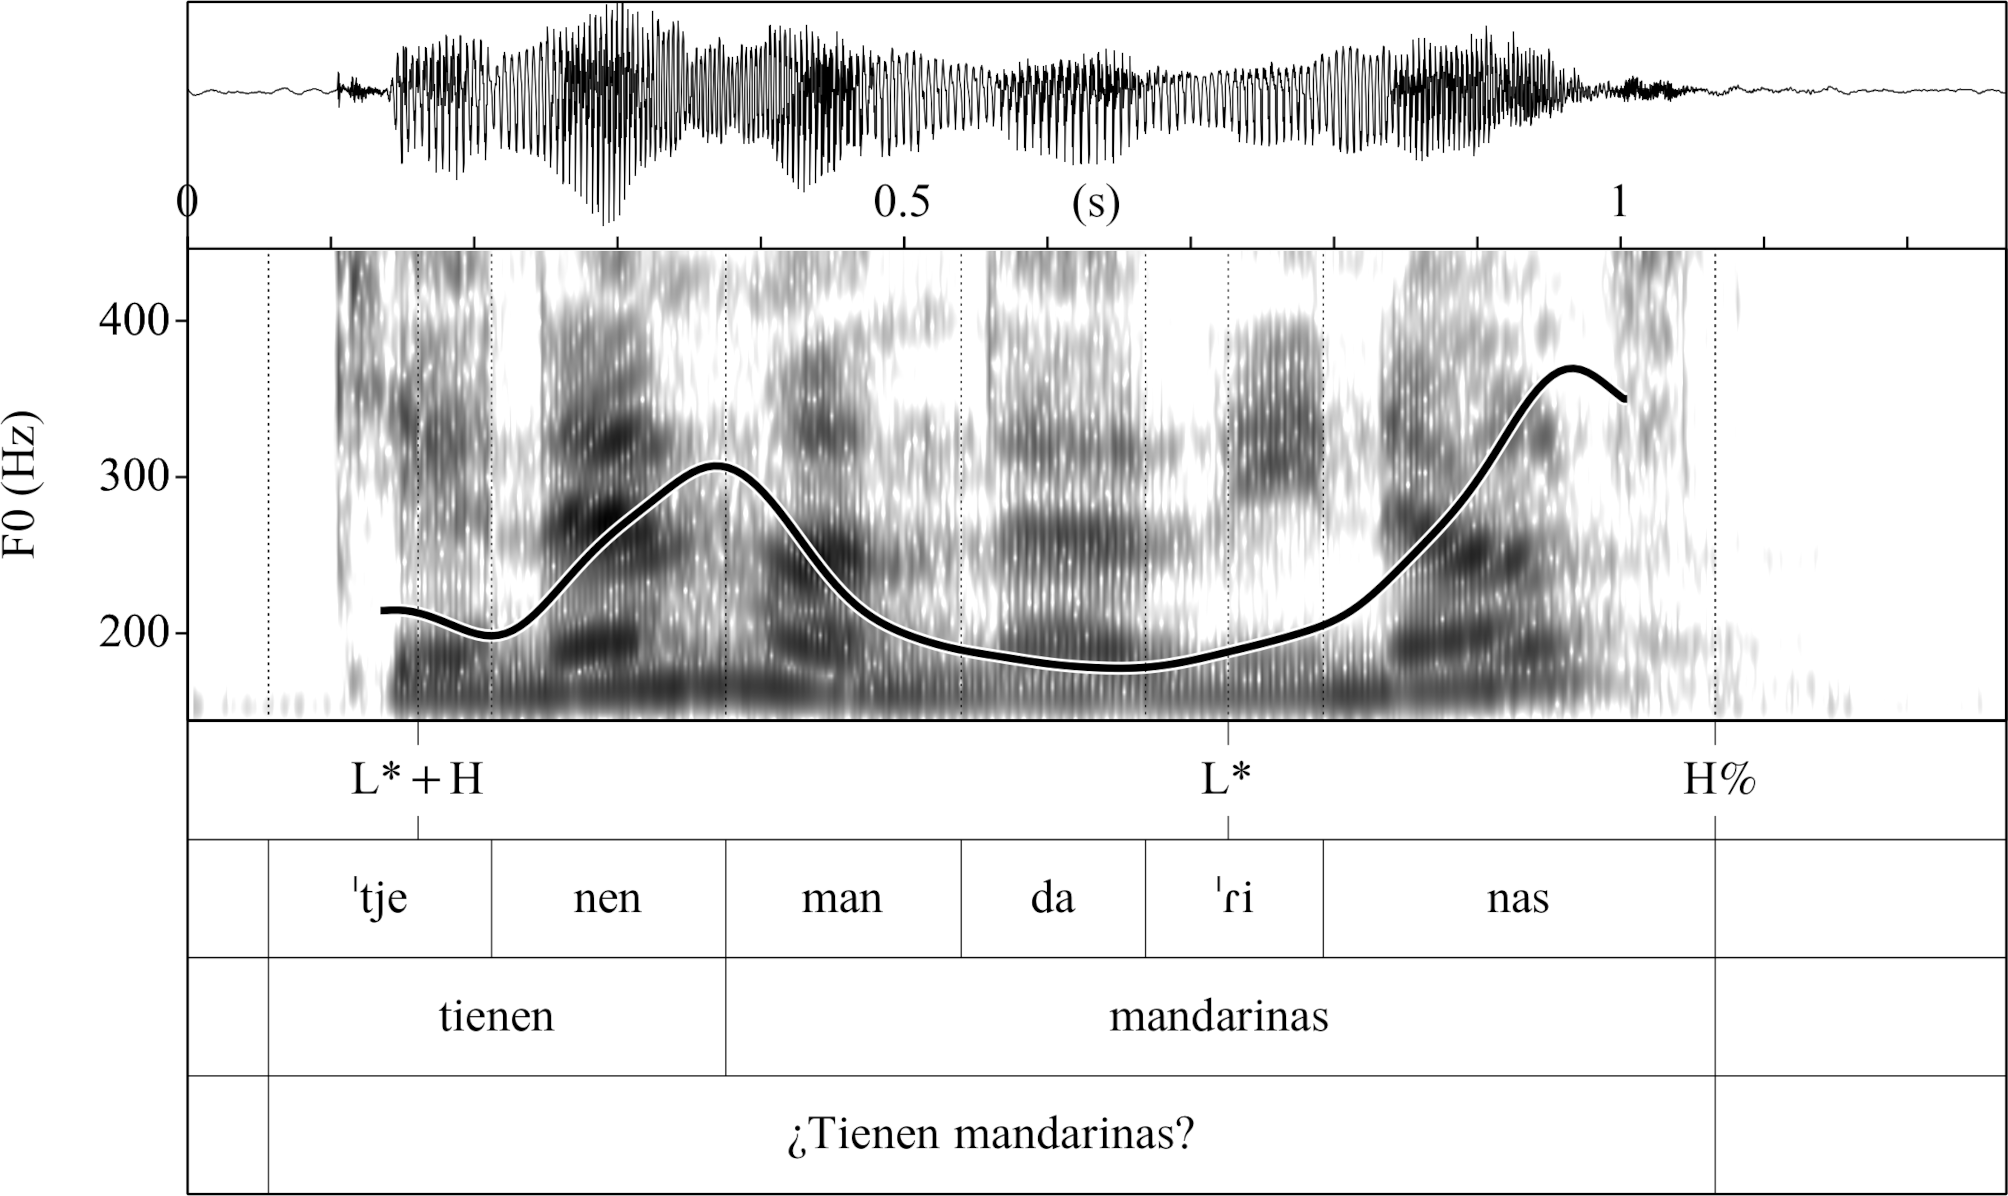 0 0.5 (s) 1
400
300
200
F0 (Hz)
L* + H L* H%
ˈtje nen man da ˈɾi nas
tienen mandarinas
¿Tienen mandarinas?